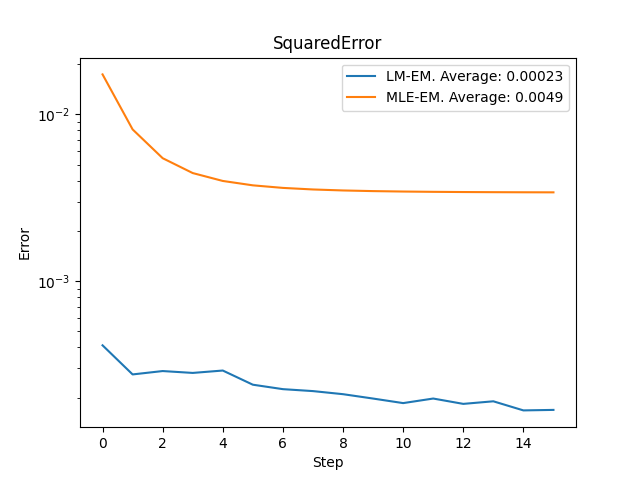 SquaredError
LM-EM. Average: 0.00023
MLE-EM. Average: 0.0049
10⁻²
10⁻³
Error
0 2 4 6 8 10 12 14
Step